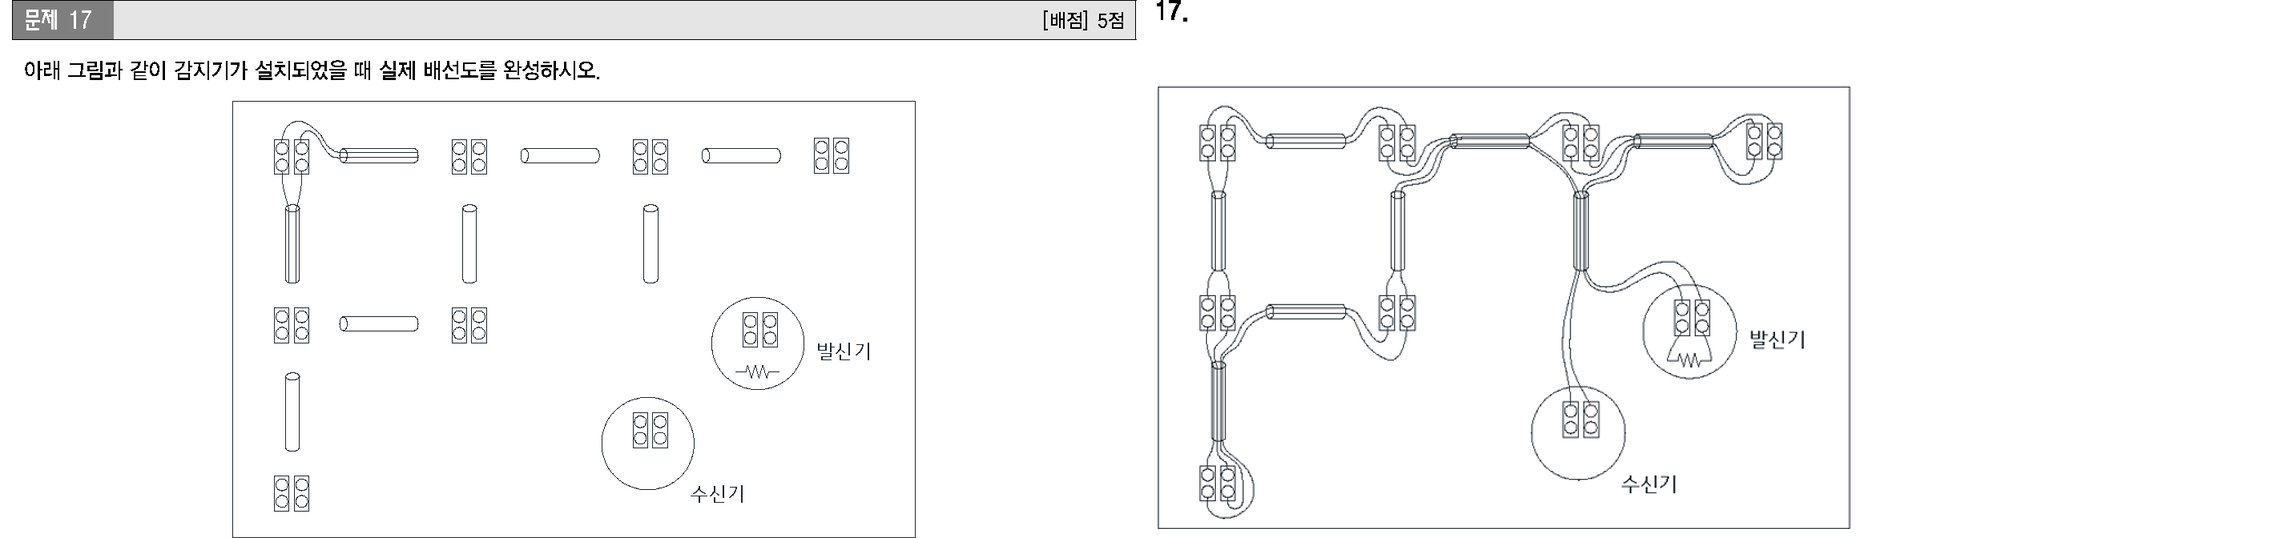 문제 17
[배점] 5점
아래 그림과 같이 감지기가 설치되었을 때 실제 배선도를 완성하시오.
발신기
수신기
17.
발신기
수신기